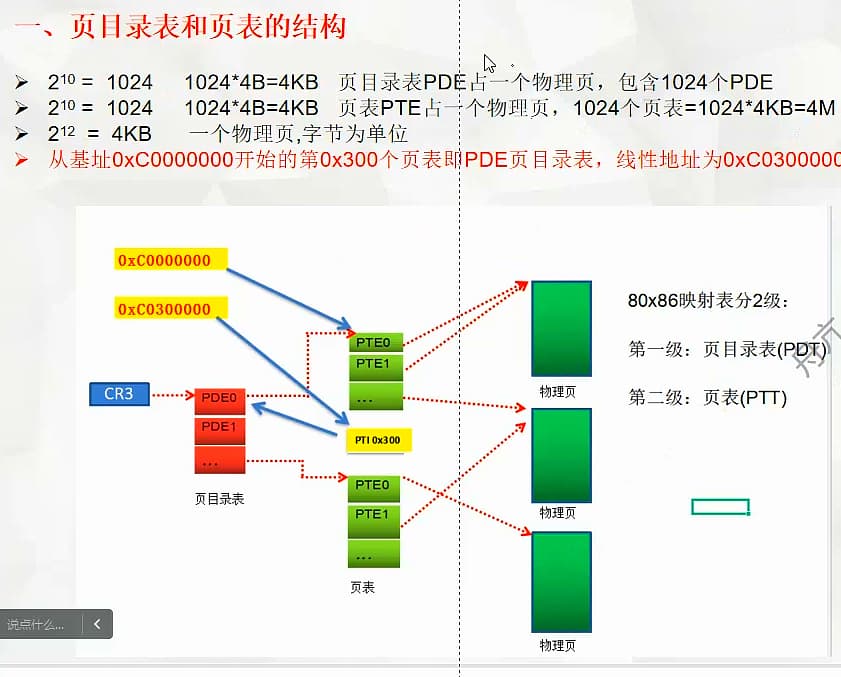 一、页目录表和页表的结构
➢ 2¹⁰ = 1024 1024*4B=4KB 页目录表PDE占一个物理页，包含1024个PDE
➢ 2¹⁰ = 1024 1024*4B=4KB 页表PTE占一个物理页，1024个页表=1024*4KB=4M
➢ 2¹² = 4KB 一个物理页,字节为单位
➢ 从基址0xC0000000开始的第0x300个页表即PDE页目录表，线性地址为0xC0300000
0xC0000000
0xC0300000
CR3
PDE0
PDE1
...
页目录表
PTE0
PTE1
...
PTI 0x300
PTE0
PTE1
...
页表
物理页
物理页
物理页
80x86映射表分2级：
第一级：页目录表(PDT)
第二级：页表(PTT)
说点什么...